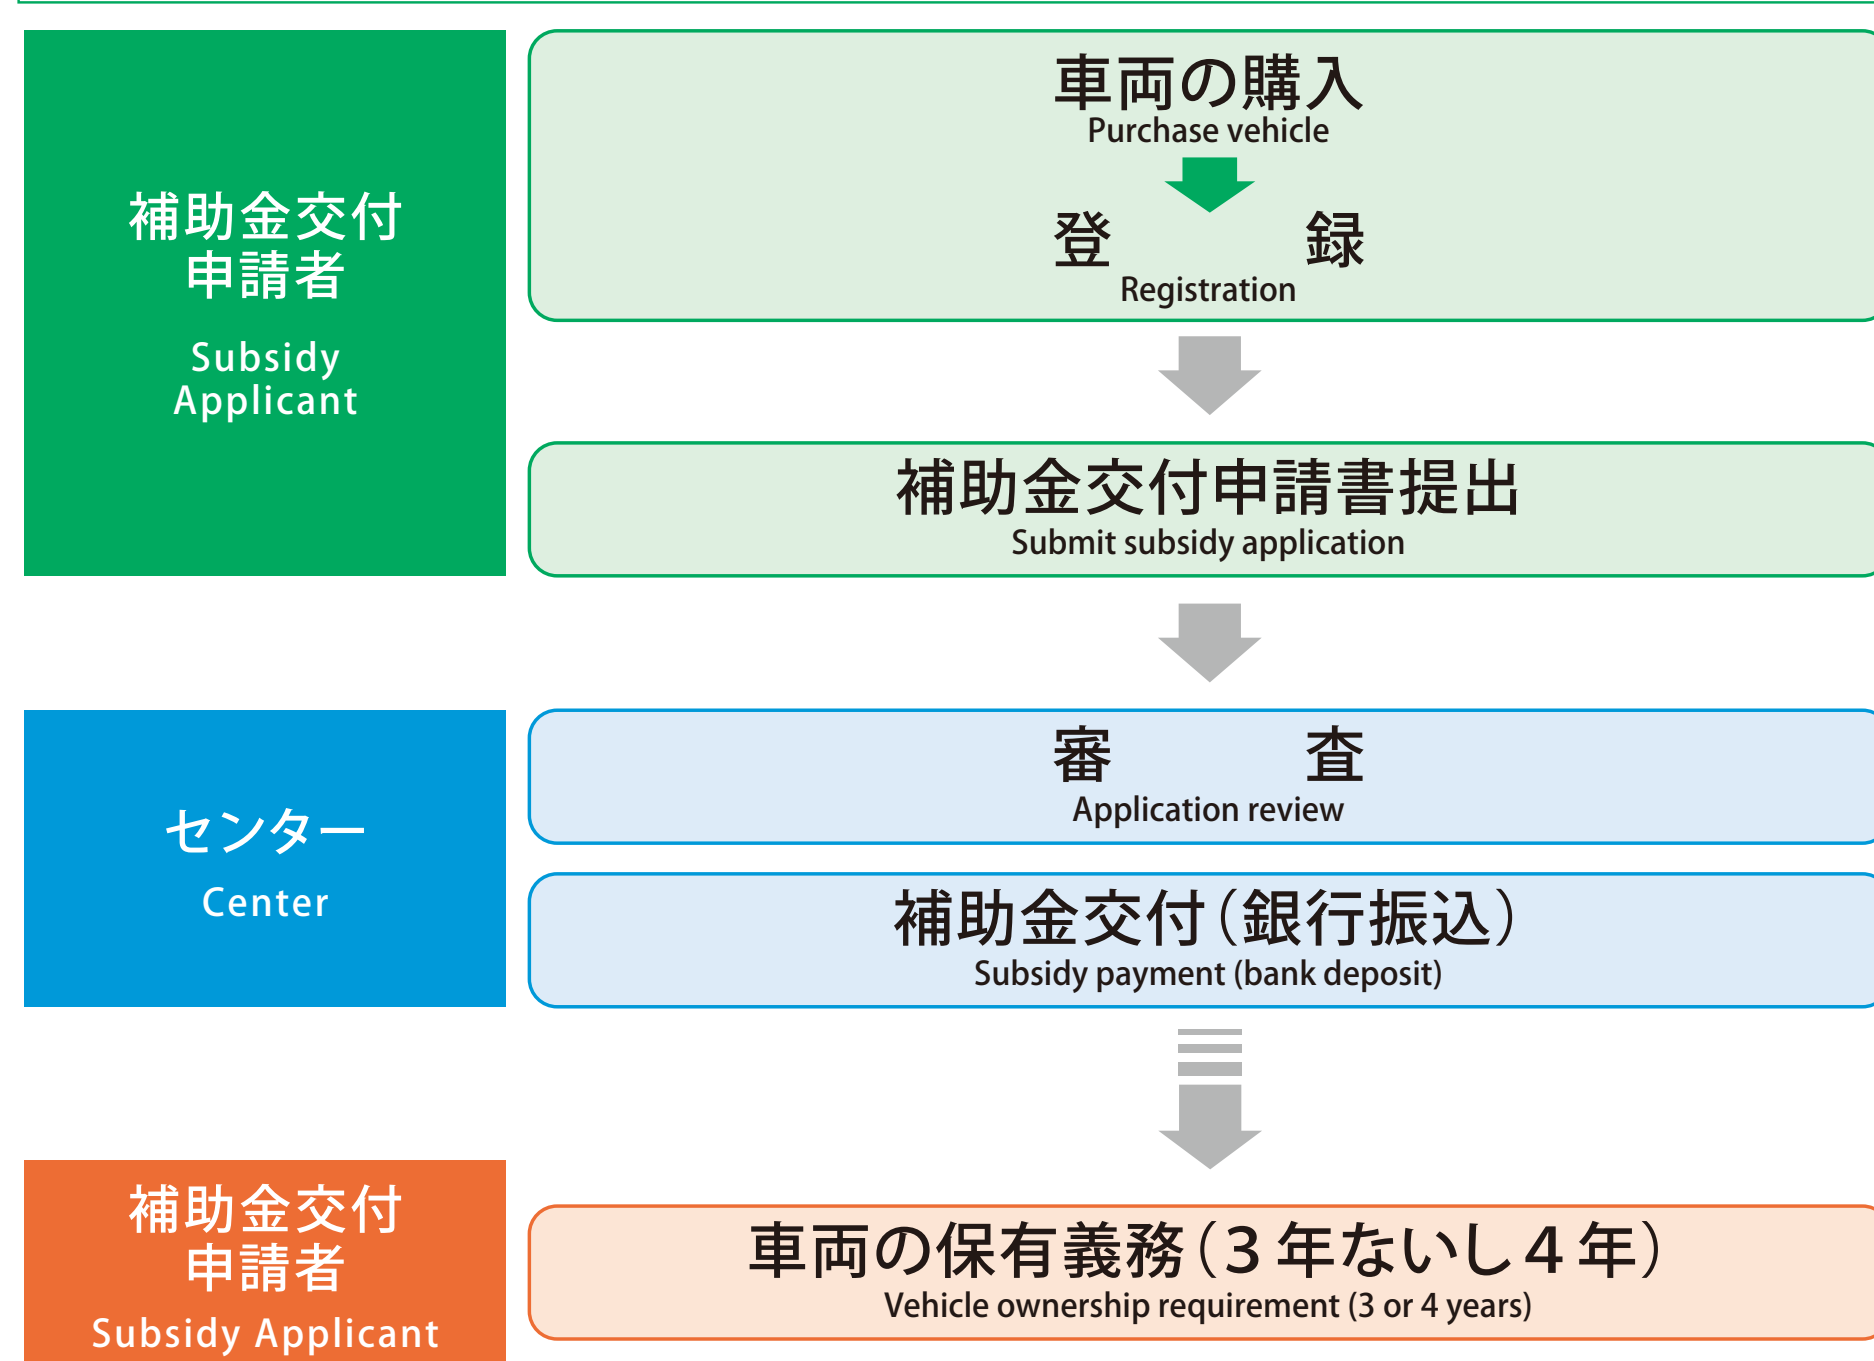 補助金交付
申請者
Subsidy
Applicant
車両の購入
Purchase vehicle
登　　録
Registration
補助金交付申請書提出
Submit subsidy application
センター
Center
審　　査
Application review
補助金交付（銀行振込）
Subsidy payment (bank deposit)
補助金交付
申請者
Subsidy Applicant
車両の保有義務（3年ないし4年）
Vehicle ownership requirement (3 or 4 years)